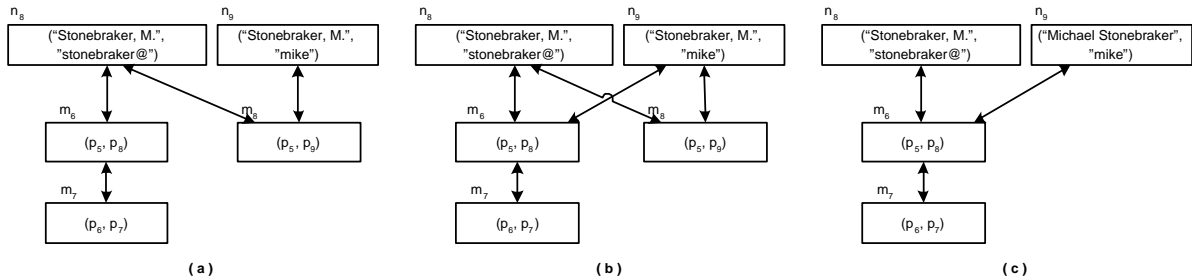 n8 n9
("Stonebraker, M.", ("Stonebraker, M.",
"stonebraker@") "mike")
m6 m8
(p5, p8) (p5, p9)
m7
(p6, p7)
( a )
n8 n9
("Stonebraker, M.", ("Stonebraker, M.",
"stonebraker@") "mike")
m6 m8
(p5, p8) (p5, p9)
m7
(p6, p7)
( b )
n8 n9
("Stonebraker, M.", ("Michael Stonebraker",
"stonebraker@") "mike")
m6
(p5, p8)
m7
(p6, p7)
( c )